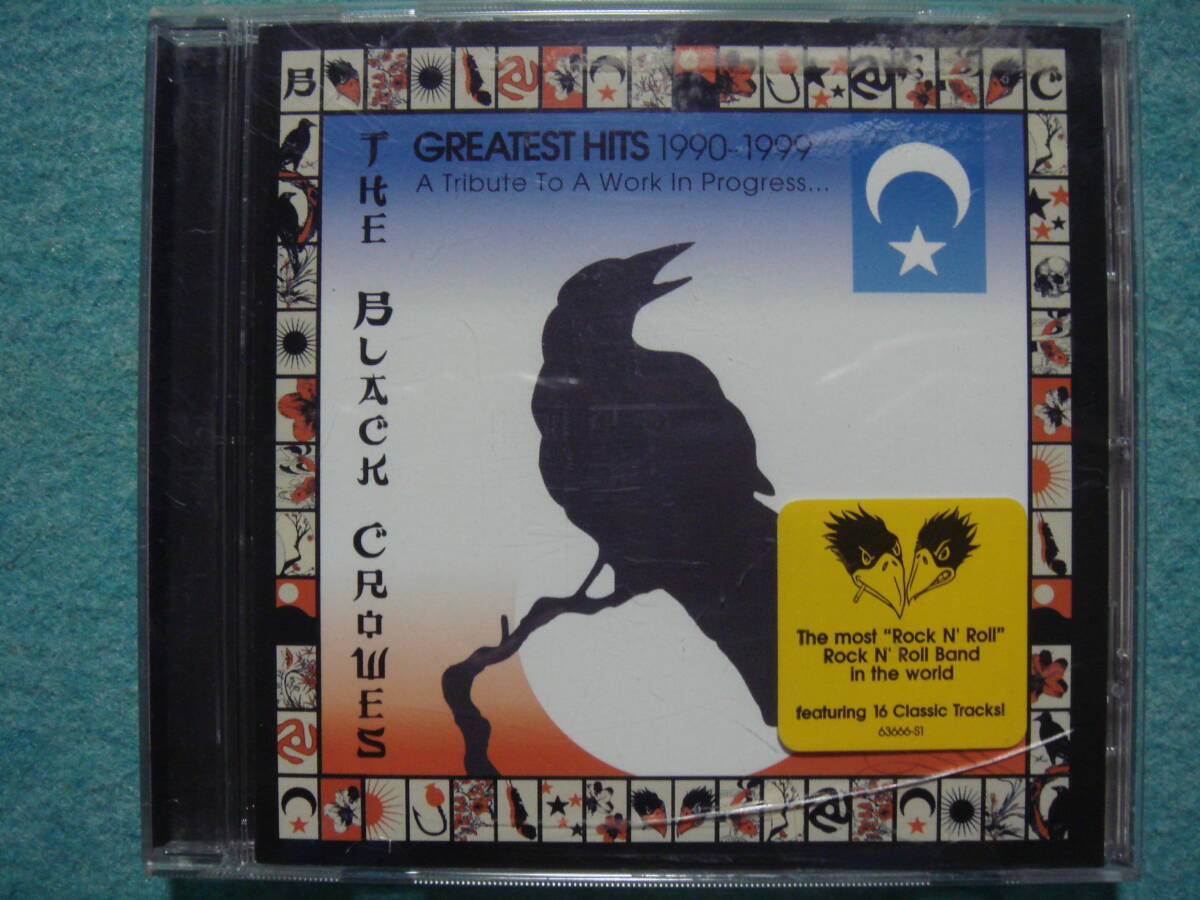 B
C
GREATEST HITS 1990-1999
A Tribute To A Work In Progress...
THE BLACK CROWES
The most "Rock N' Roll"
Rock N' Roll Band
in the world
featuring 16 Classic Tracks!
63666-S1